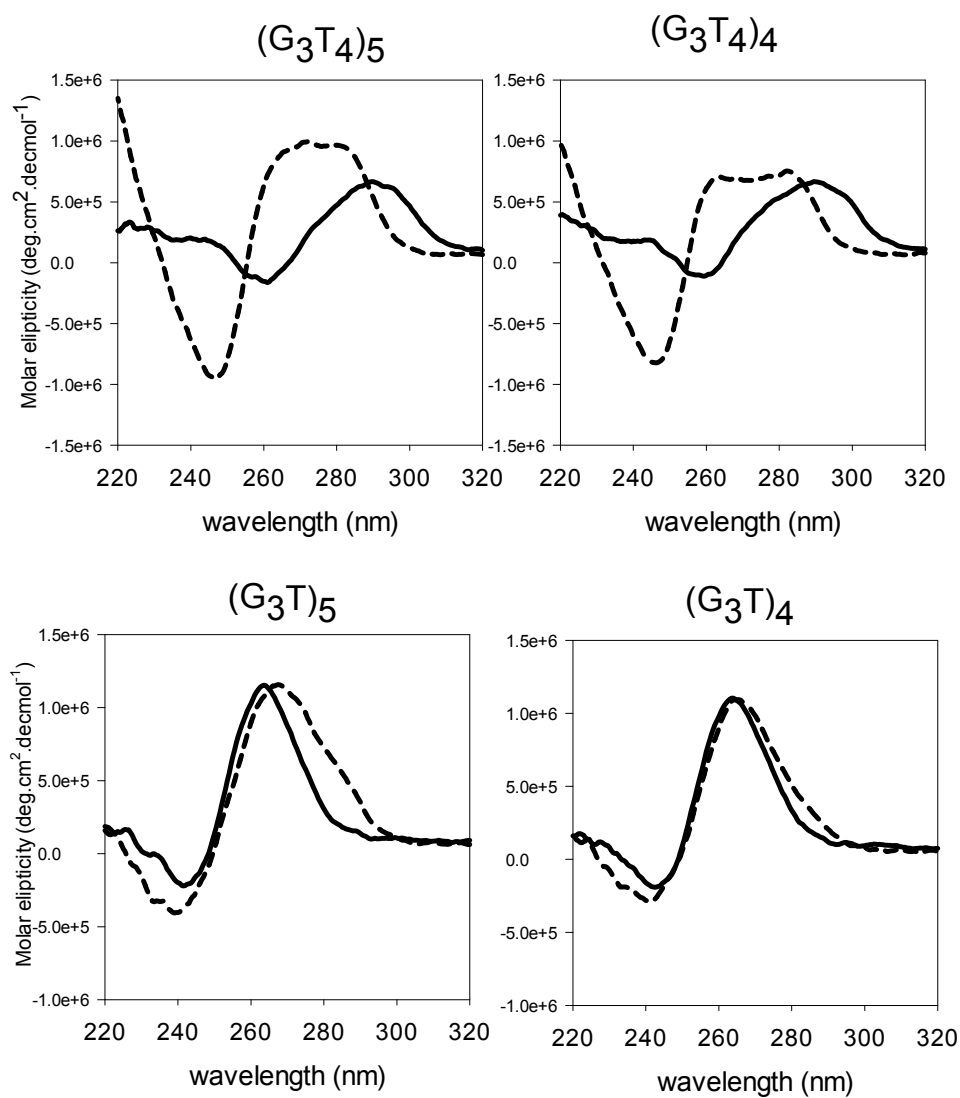 (G3T4)5
(G3T4)4
Molar elipticity (deg.cm2.decmol-1)
1.5e+6
1.0e+6
5.0e+5
0.0
-5.0e+5
-1.0e+6
-1.5e+6
220 240 260 280 300 320
wavelength (nm)
1.5e+6
1.0e+6
5.0e+5
0.0
-5.0e+5
-1.0e+6
-1.5e+6
220 240 260 280 300 320
wavelength (nm)
(G3T)5
(G3T)4
Molar elipticity (deg.cm2.decmol-1)
1.5e+6
1.0e+6
5.0e+5
0.0
-5.0e+5
-1.0e+6
220 240 260 280 300 320
wavelength (nm)
1.5e+6
1.0e+6
5.0e+5
0.0
-5.0e+5
-1.0e+6
220 240 260 280 300 320
wavelength (nm)